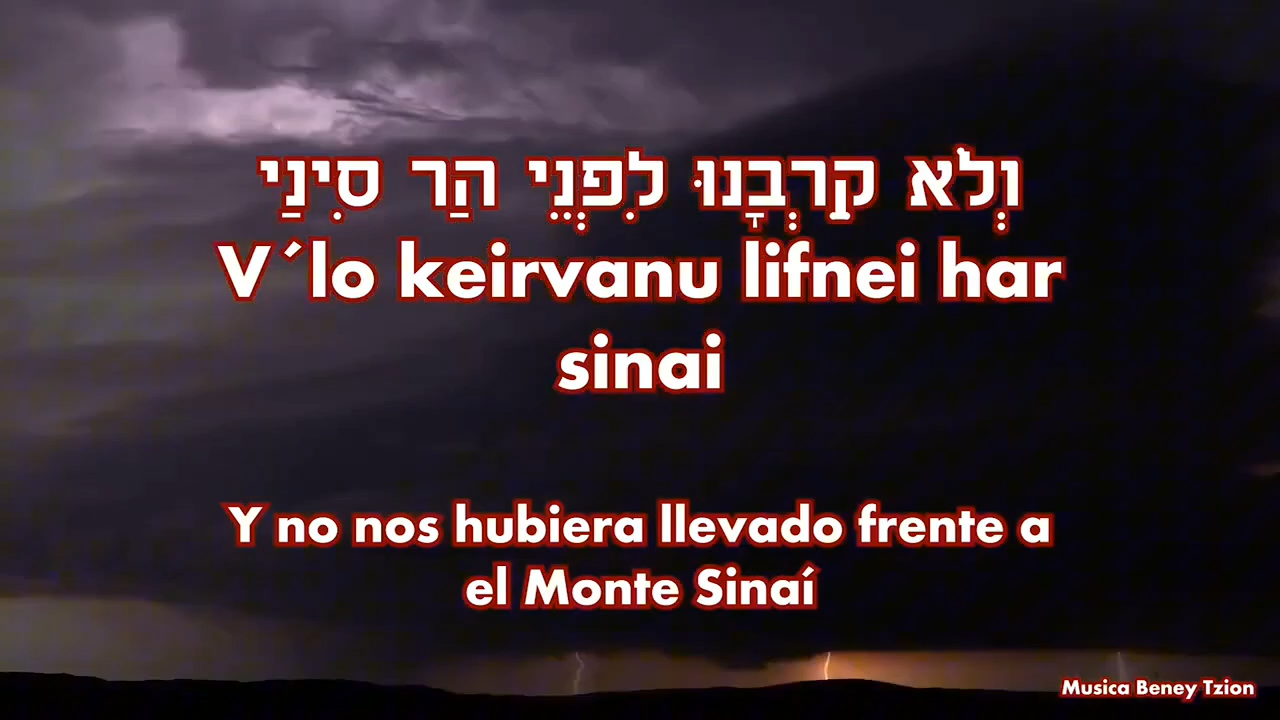 וְלֹא קֵרְבָנוּ לִפְנֵי הַר סִינַי
V´lo keirvanu lifnei har
sinai
Y no nos hubiera llevado frente a
el Monte Sinaí
Musica Beney Tzion